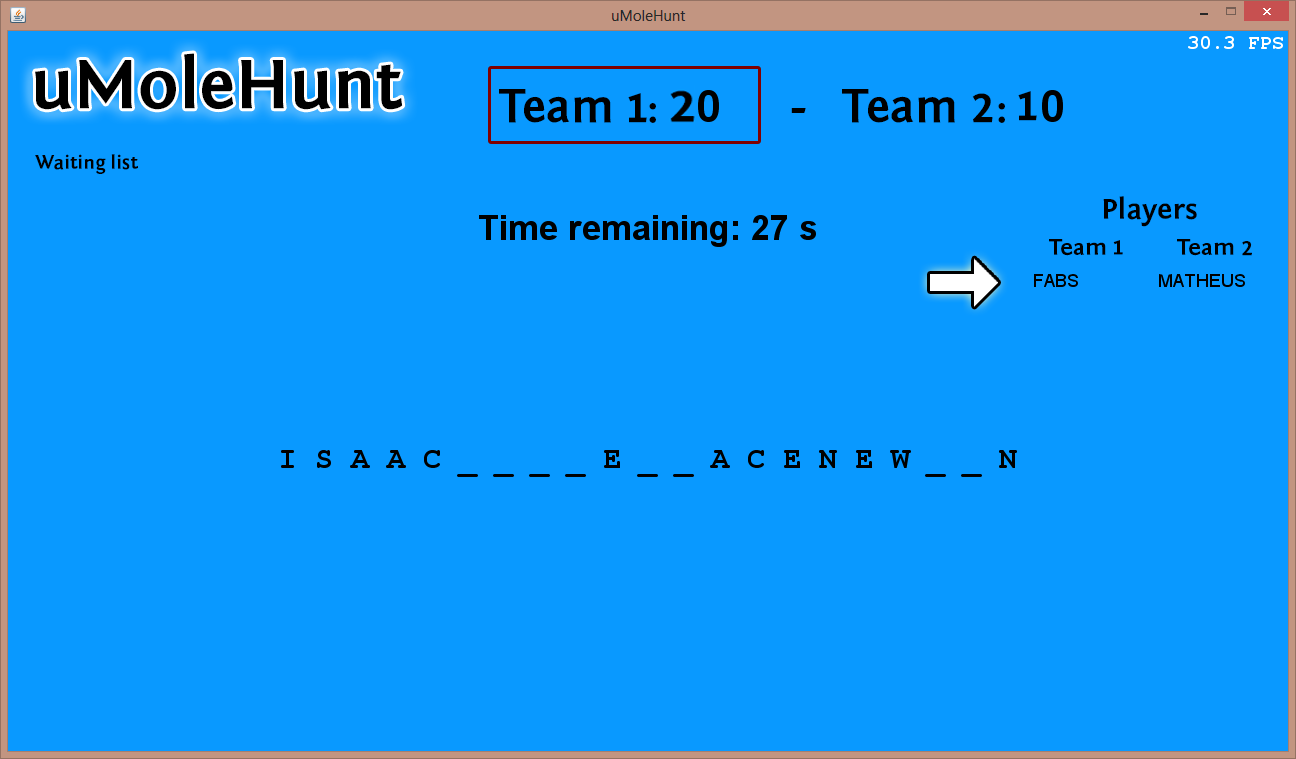 uMoleHunt
30.3 FPS
uMoleHunt
Team 1: 20 - Team 2: 10
Waiting list
Time remaining: 27 s
Players
Team 1 Team 2
FABS MATHEUS
I S A A C _ _ _ _ E _ _ A C E N E W _ _ N